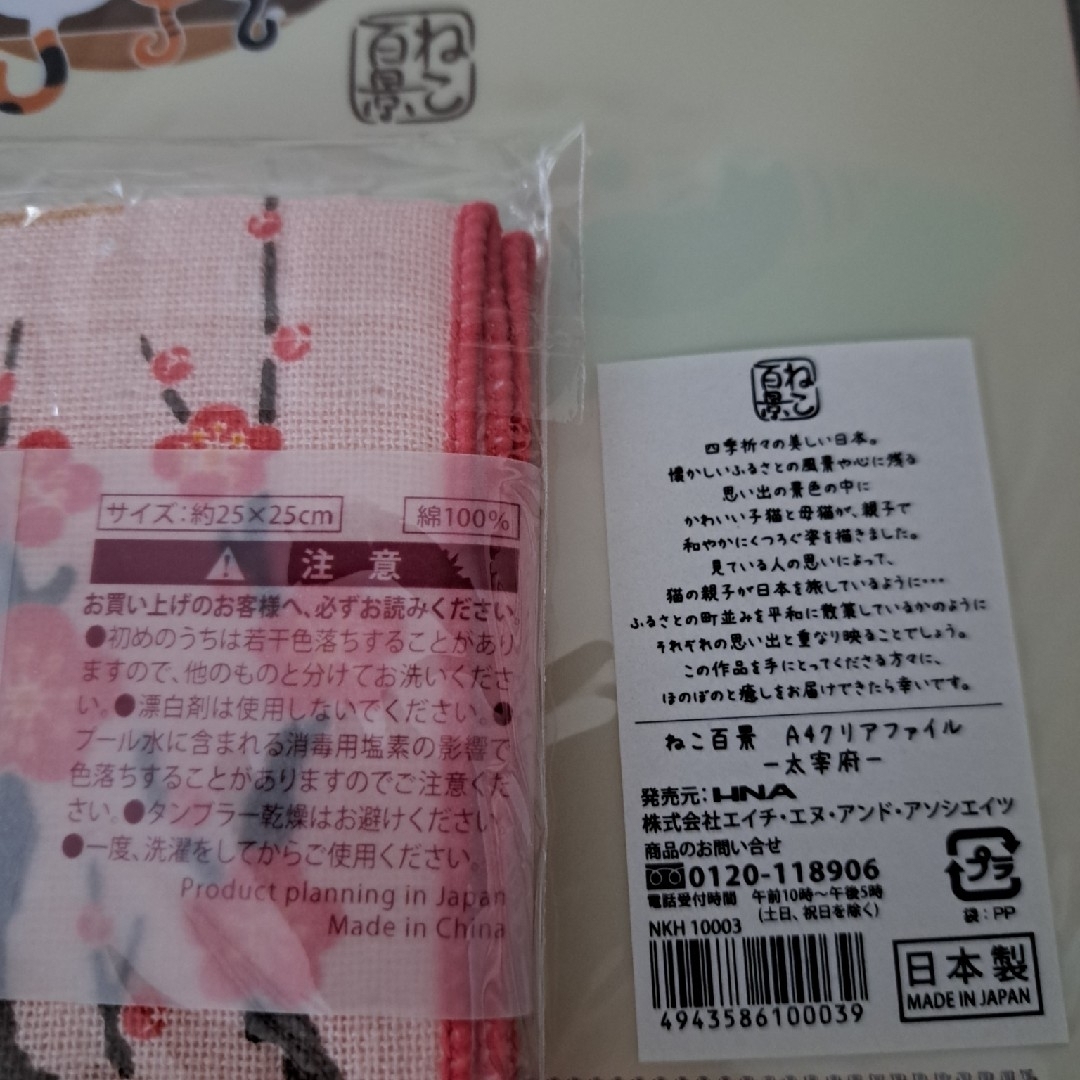 ねこ
百景
サイズ：約25×25cm
綿100%
注 意
お買い上げのお客様へ、必ずお読みください
●初めのうちは若干色落ちすることがあり
ますので、他のものと分けてお洗いくださ
い。●漂白剤は使用しないでください。●
プール水に含まれる消毒用塩素の影響で
色落ちすることがありますのでご注意くだ
さい。●タンブラー乾燥はお避けください。
●一度、洗濯をしてからご使用ください。
Product planning in Japan
Made in China
ねこ
百景
四季折々の美しい日本。
懐かしいふるさとの風景や心に残る
思い出の景色の中に
かわいい子猫と母猫が、親子で
和やかにくつろぐ姿を描きました。
見ている人の思いによって、
猫の親子が日本を旅しているように・・・
ふるさとの町並みを平和に散策しているかのように
それぞれの思い出と重なり映ることでしょう。
この作品を手にとってくださる方々に、
ほのぼのと癒しをお届けできたら幸いです。
ねこ百景 A4クリアファイル
－太宰府－
発売元：HNA
株式会社エイチ・エヌ・アンド・アソシエイツ
商品のお問い合せ
0120-118906
電話受付時間 午前10時～午後5時
(土日、祝日を除く)
プラ
袋：PP
NKH 10003
4943586100039
日本製
MADE IN JAPAN